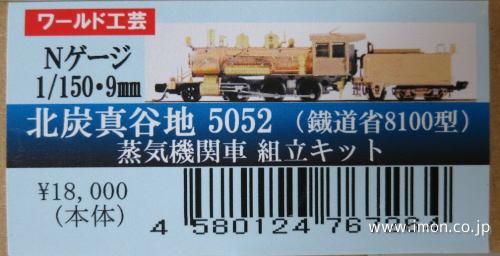 ワールド工芸
Nゲージ
1/150・9mm
北炭真谷地 5052 (鐵道省8100型)
蒸気機関車 組立キット
¥18,000
(本体)
4 580124 767
www.imon.co.jp/